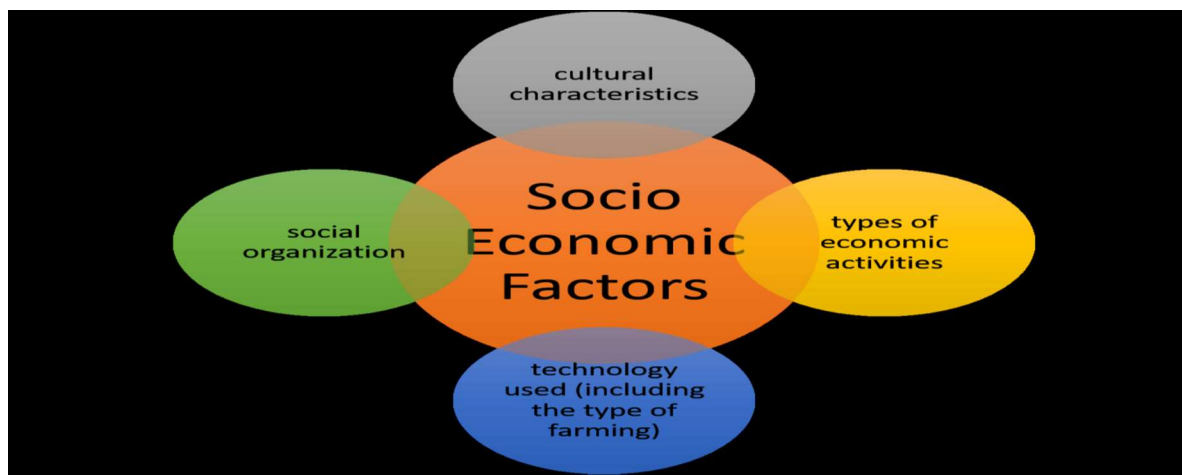 cultural
characteristics
Socio
Economic
Factors
social
organization
types of
economic
activities
technology
used (including
the type of
farming)